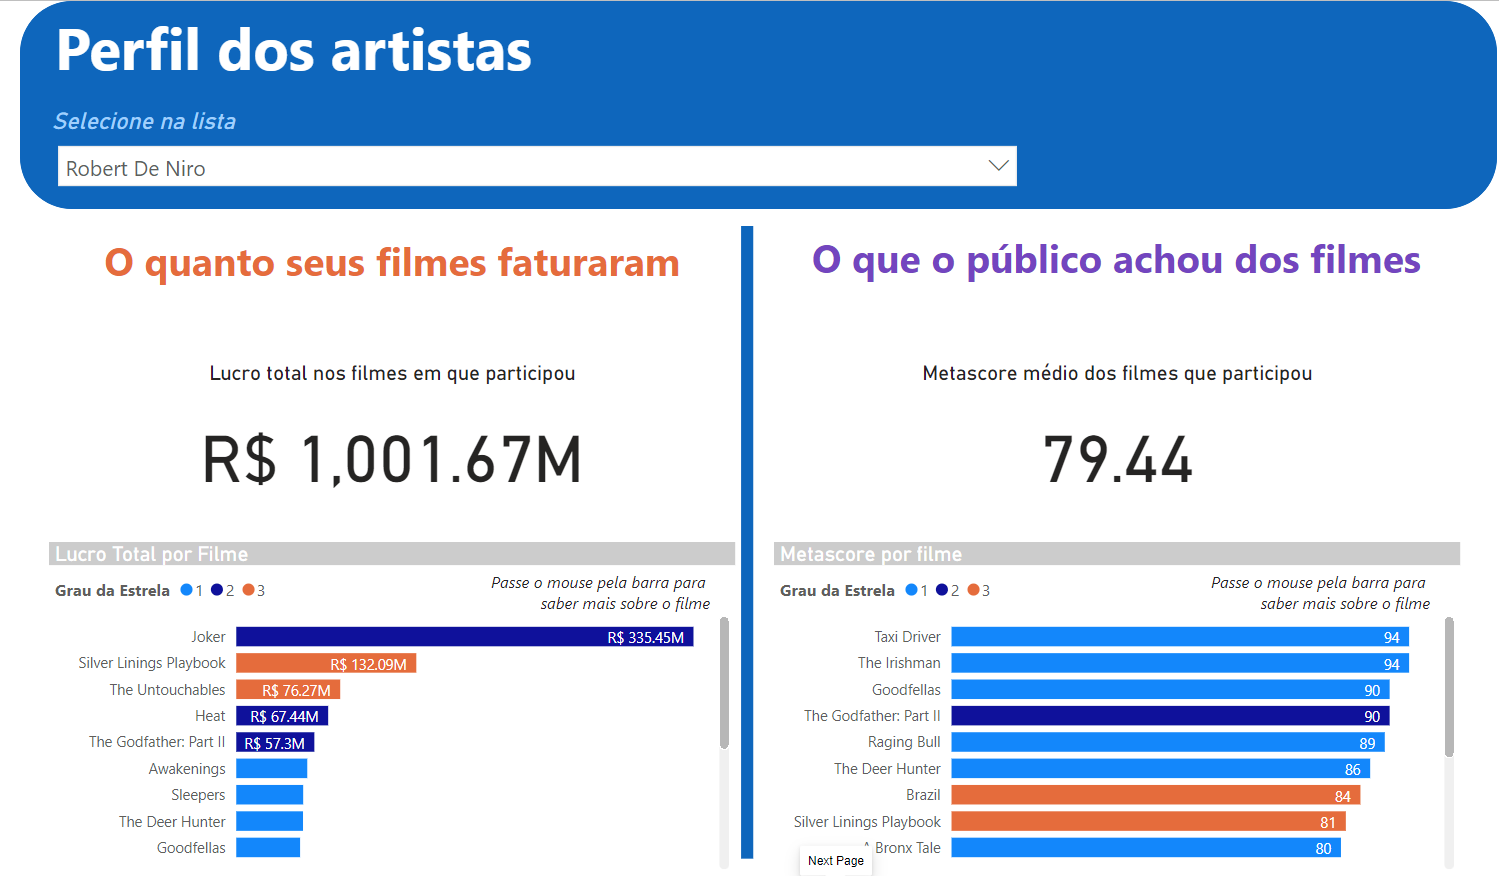 Perfil dos artistas
Selecione na lista
Robert De Niro
O quanto seus filmes faturaram
Lucro total nos filmes em que participou
R$ 1,001.67M
Lucro Total por Filme
Grau da Estrela 1 2 3
Passe o mouse pela barra para
saber mais sobre o filme
Joker R$ 335.45M
Silver Linings Playbook R$ 132.09M
The Untouchables R$ 76.27M
Heat R$ 67.44M
The Godfather: Part II R$ 57.3M
Awakenings
Sleepers
The Deer Hunter
Goodfellas
O que o público achou dos filmes
Metascore médio dos filmes que participou
79.44
Metascore por filme
Grau da Estrela 1 2 3
Passe o mouse pela barra para
saber mais sobre o filme
Taxi Driver 94
The Irishman 94
Goodfellas 90
The Godfather: Part II 90
Raging Bull 89
The Deer Hunter 86
Brazil 84
Silver Linings Playbook 81
A Bronx Tale 80
Next Page